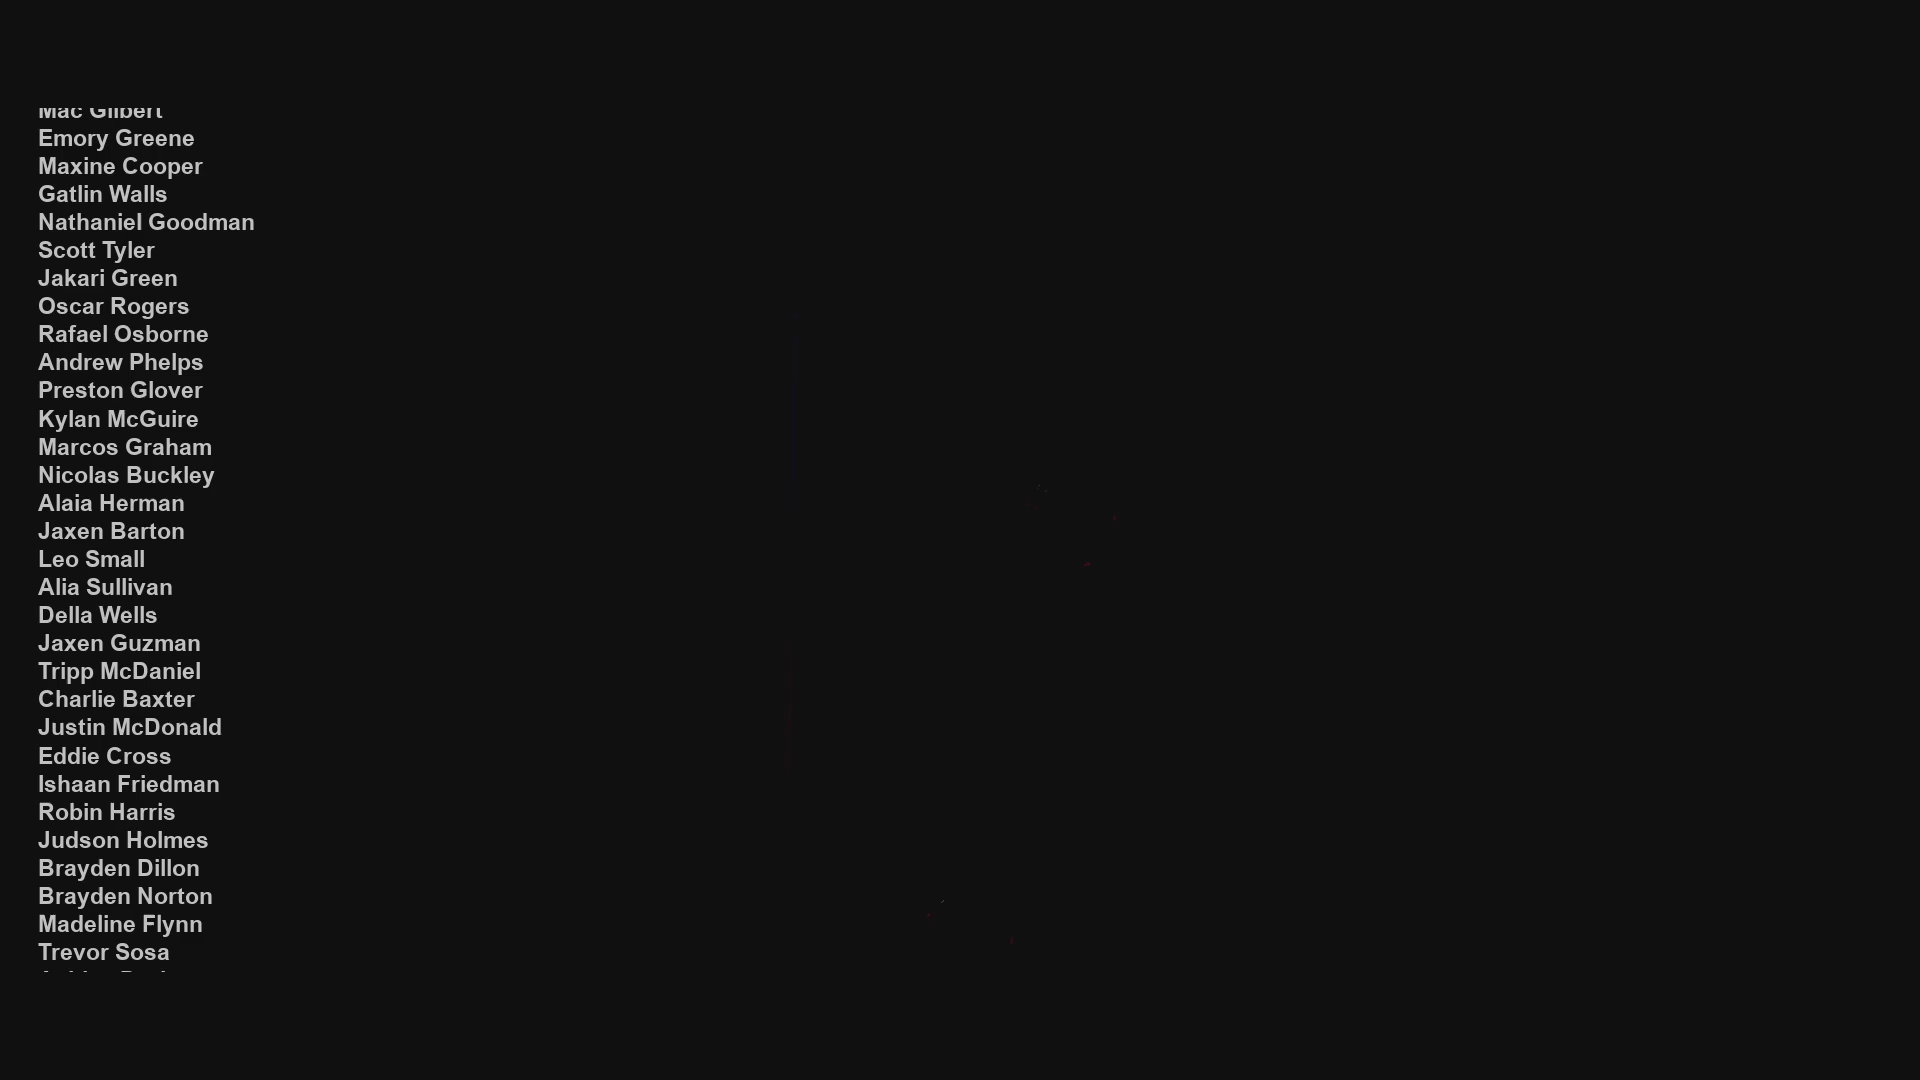 Mac Gilbert
Emory Greene
Maxine Cooper
Gatlin Walls
Nathaniel Goodman
Scott Tyler
Jakari Green
Oscar Rogers
Rafael Osborne
Andrew Phelps
Preston Glover
Kylan McGuire
Marcos Graham
Nicolas Buckley
Alaia Herman
Jaxen Barton
Leo Small
Alia Sullivan
Della Wells
Jaxen Guzman
Tripp McDaniel
Charlie Baxter
Justin McDonald
Eddie Cross
Ishaan Friedman
Robin Harris
Judson Holmes
Brayden Dillon
Brayden Norton
Madeline Flynn
Trevor Sosa